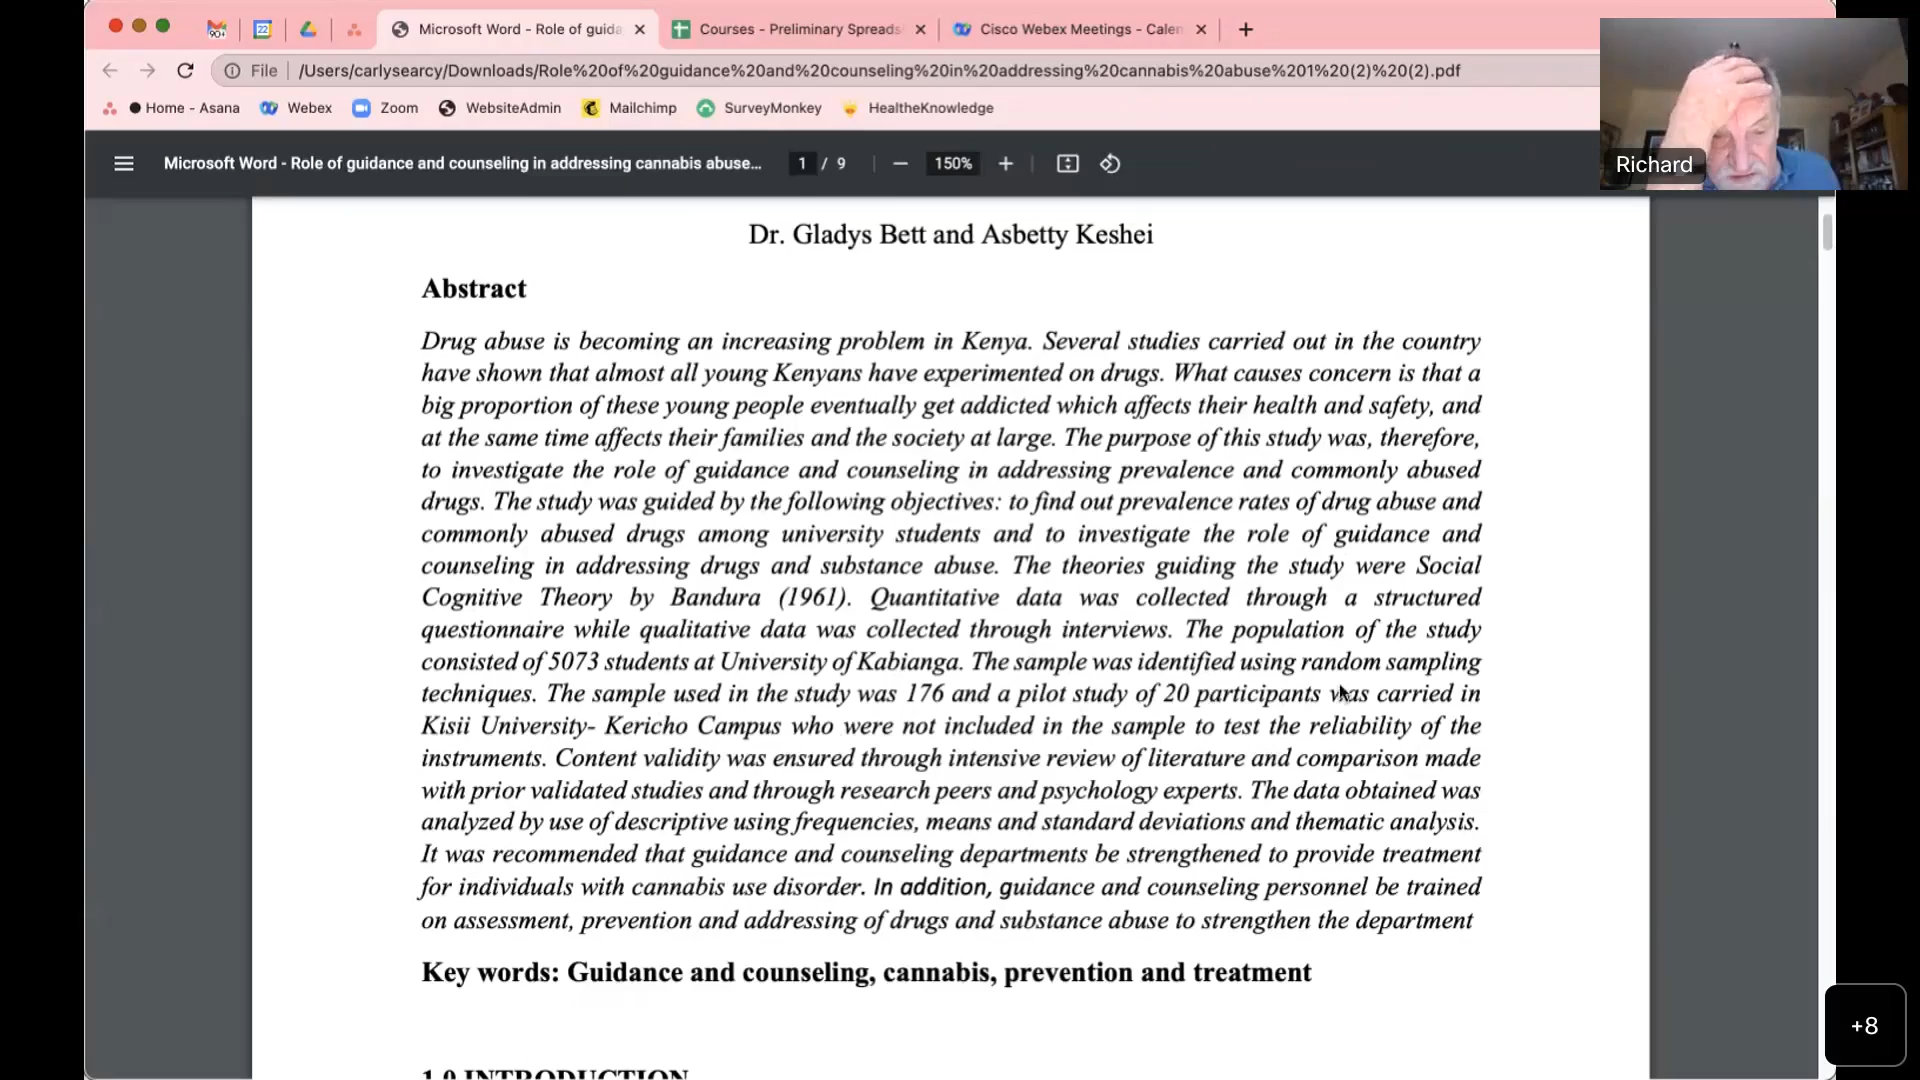 90+
22
Microsoft Word - Role of guida
Courses - Preliminary Spreads
Cisco Webex Meetings - Calen
File
/Users/carlysearcy/Downloads/Role%20of%20guidance%20and%20counseling%20in%20addressing%20cannabis%20abuse%201%20(2)%20(2).pdf
Home - Asana
Webex
Zoom
WebsiteAdmin
Mailchimp
SurveyMonkey
HealtheKnowledge
Richard
Microsoft Word - Role of guidance and counseling in addressing cannabis abuse...
1 / 9
150%
Dr. Gladys Bett and Asbetty Keshei
Abstract
Drug abuse is becoming an increasing problem in Kenya. Several studies carried out in the country
have shown that almost all young Kenyans have experimented on drugs. What causes concern is that a
big proportion of these young people eventually get addicted which affects their health and safety, and
at the same time affects their families and the society at large. The purpose of this study was, therefore,
to investigate the role of guidance and counseling in addressing prevalence and commonly abused
drugs. The study was guided by the following objectives: to find out prevalence rates of drug abuse and
commonly abused drugs among university students and to investigate the role of guidance and
counseling in addressing drugs and substance abuse. The theories guiding the study were Social
Cognitive Theory by Bandura (1961). Quantitative data was collected through a structured
questionnaire while qualitative data was collected through interviews. The population of the study
consisted of 5073 students at University of Kabianga. The sample was identified using random sampling
techniques. The sample used in the study was 176 and a pilot study of 20 participants was carried in
Kisii University- Kericho Campus who were not included in the sample to test the reliability of the
instruments. Content validity was ensured through intensive review of literature and comparison made
with prior validated studies and through research peers and psychology experts. The data obtained was
analyzed by use of descriptive using frequencies, means and standard deviations and thematic analysis.
It was recommended that guidance and counseling departments be strengthened to provide treatment
for individuals with cannabis use disorder. In addition, guidance and counseling personnel be trained
on assessment, prevention and addressing of drugs and substance abuse to strengthen the department
Key words: Guidance and counseling, cannabis, prevention and treatment
1.0 INTRODUCTION
+8